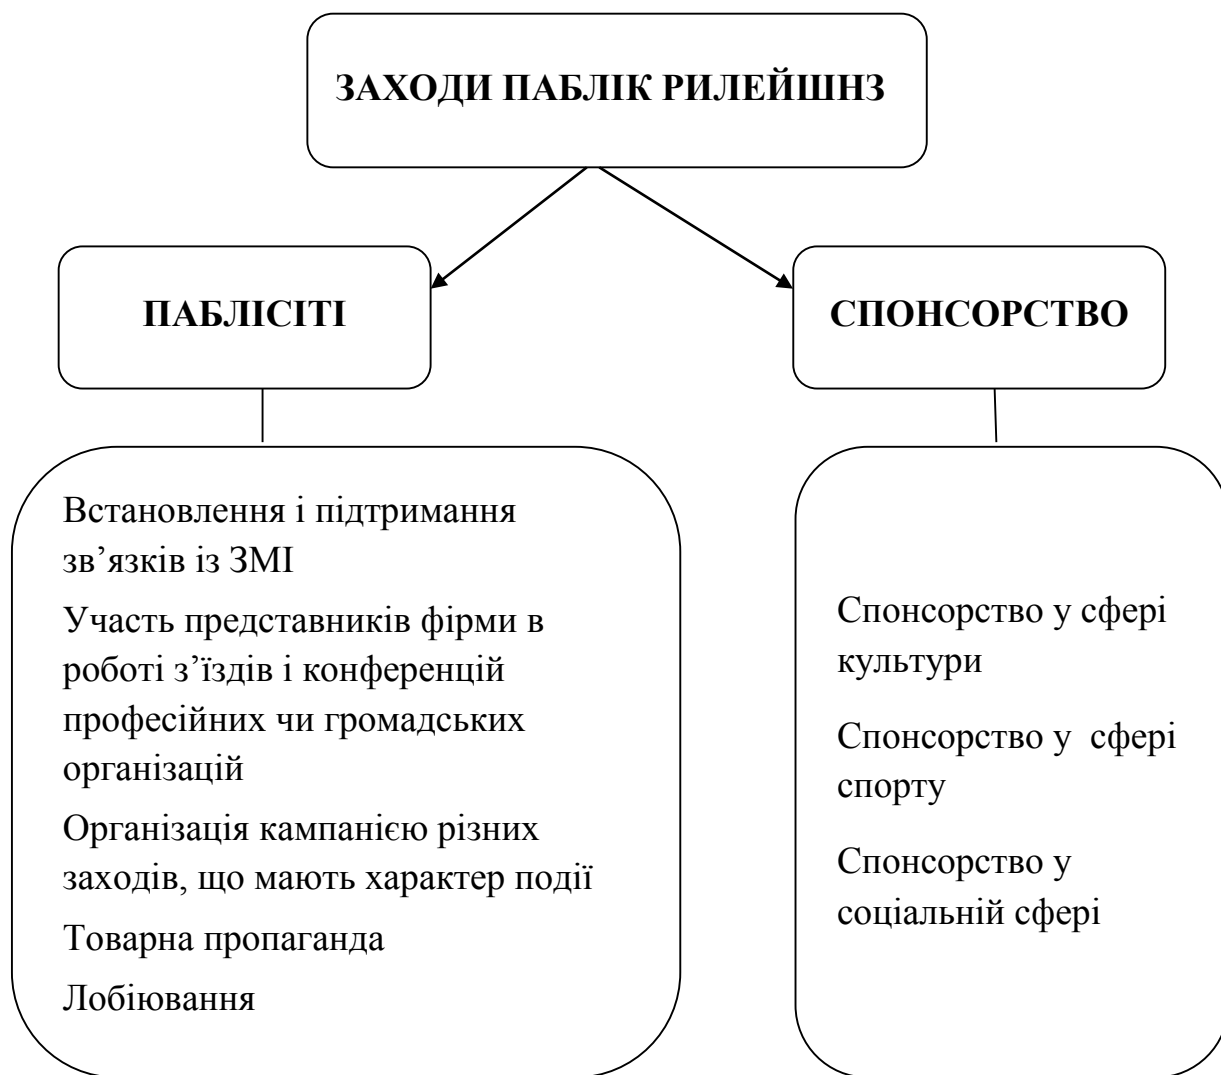 ЗАХОДИ ПАБЛІК РИЛЕЙШНЗ
ПАБЛІСІТІ
СПОНСОРСТВО
Встановлення і підтримання
зв’язків із ЗМІ
Участь представників фірми в
роботі з’їздів і конференцій
професійних чи громадських
організацій
Організація кампанією різних
заходів, що мають характер події
Товарна пропаганда
Лобіювання
Спонсорство у сфері
культури
Спонсорство у  сфері
спорту
Спонсорство у
соціальній сфері